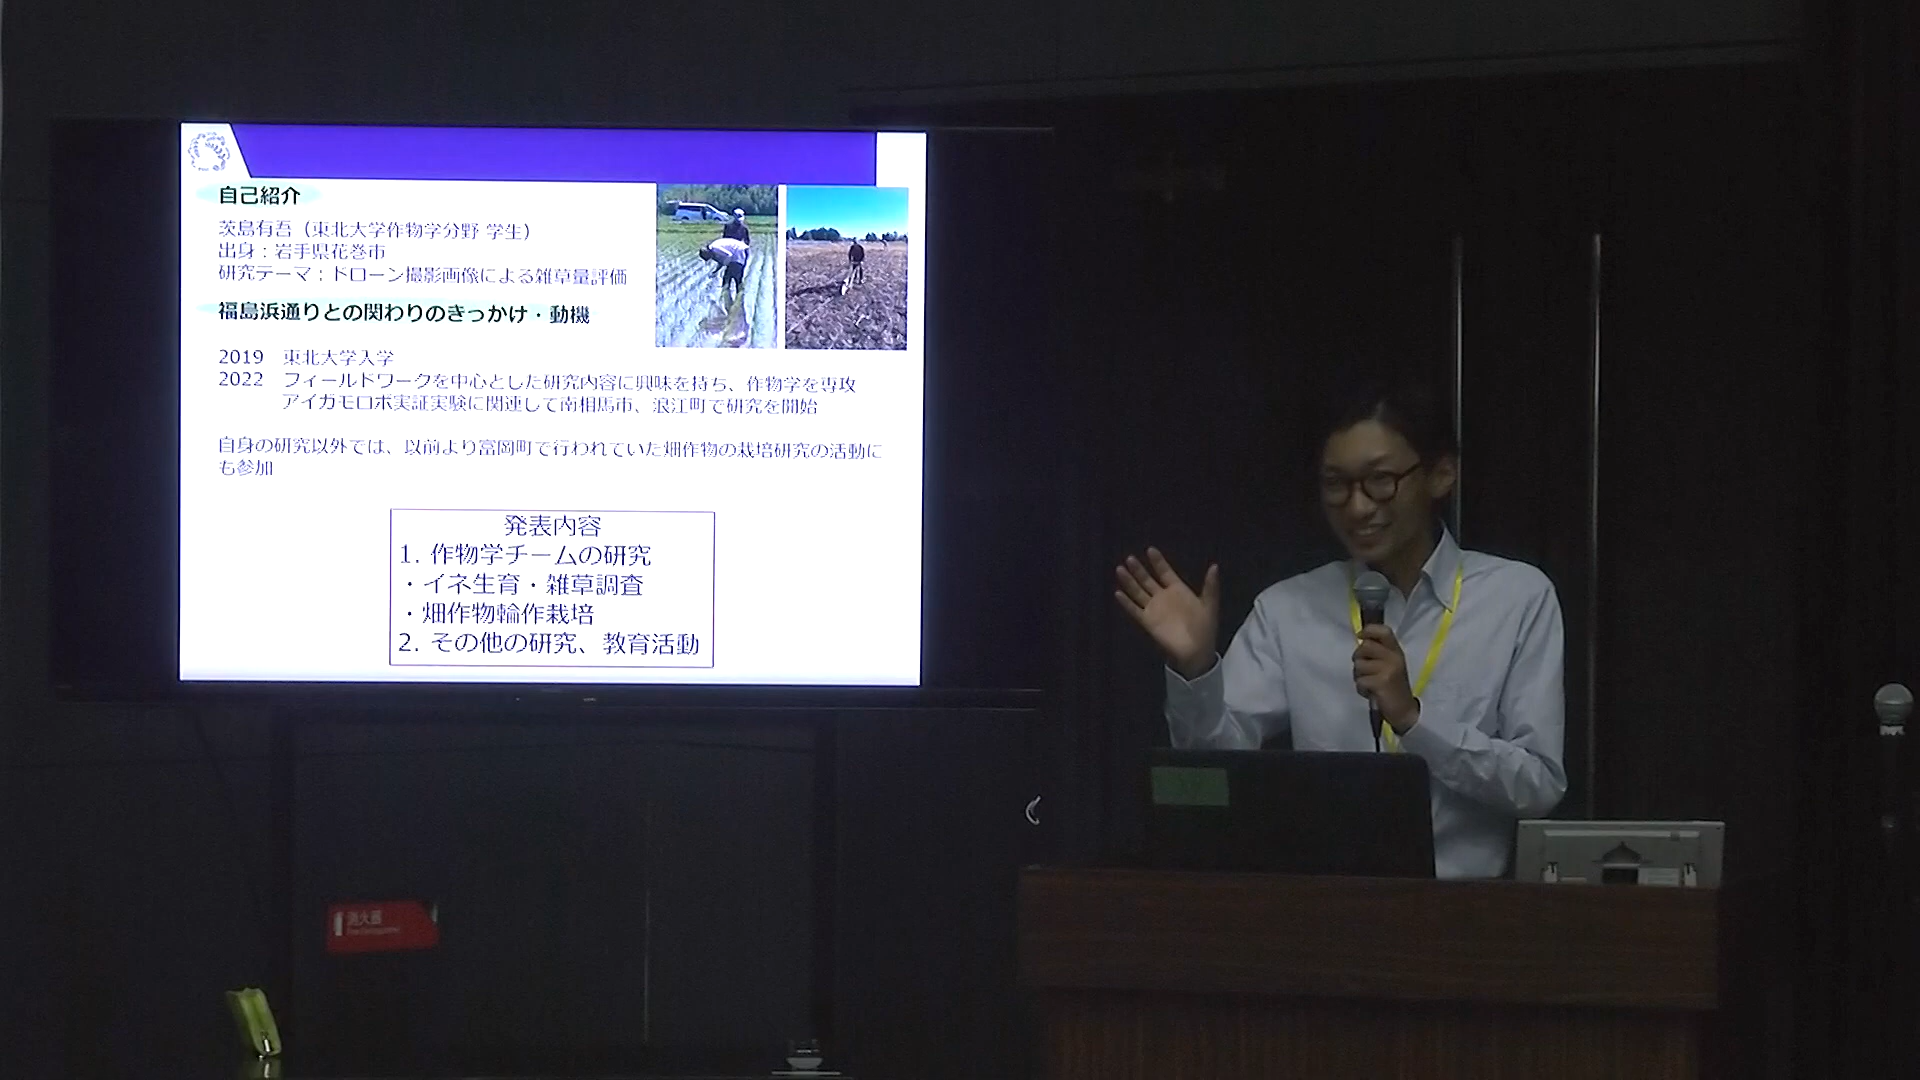 自己紹介
茨島有吾（東北大学作物学分野 学生）
出身：岩手県花巻市
研究テーマ：ドローン撮影画像による雑草量評価
福島浜通りとの関わりのきっかけ・動機
2019　東北大学入学
2022　フィールドワークを中心とした研究内容に興味を持ち、作物学を専攻
アイガモロボ実証実験に関連して南相馬市、浪江町で研究を開始
自身の研究以外では、以前より富岡町で行われていた畑作物の栽培研究の活動に
も参加
発表内容
1. 作物学チームの研究
・イネ生育・雑草調査
・畑作物輪作栽培
2. その他の研究、教育活動
消火器